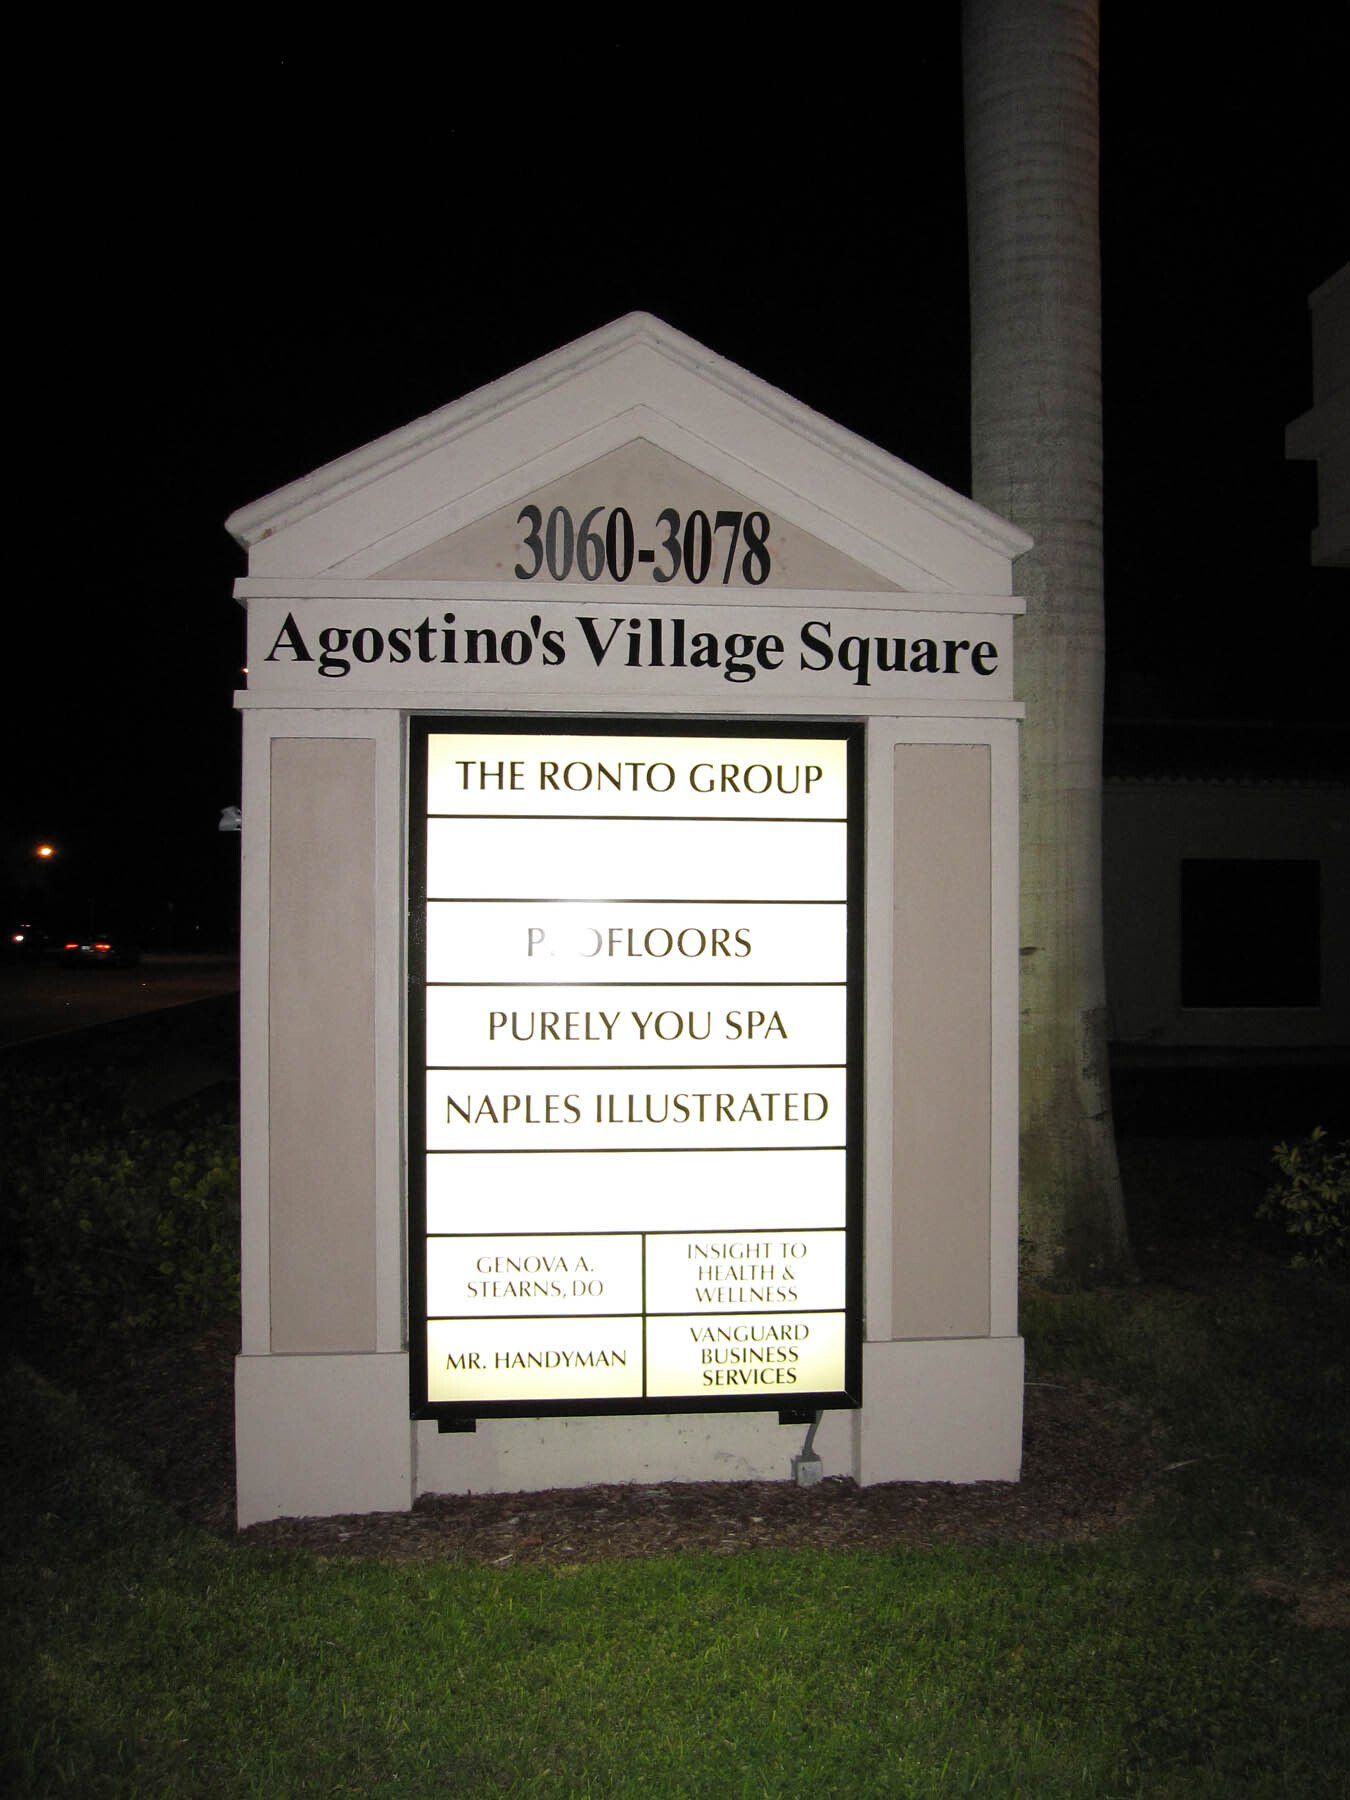 3060-3078
Agostino's Village Square
THE RONTO GROUP
PURELY YOU SPA
NAPLES ILLUSTRATED
GENOVA A.
STEARNS, DO
INSIGHT TO
HEALTH &
WELLNESS
MR. HANDYMAN
VANGUARD
BUSINESS
SERVICES